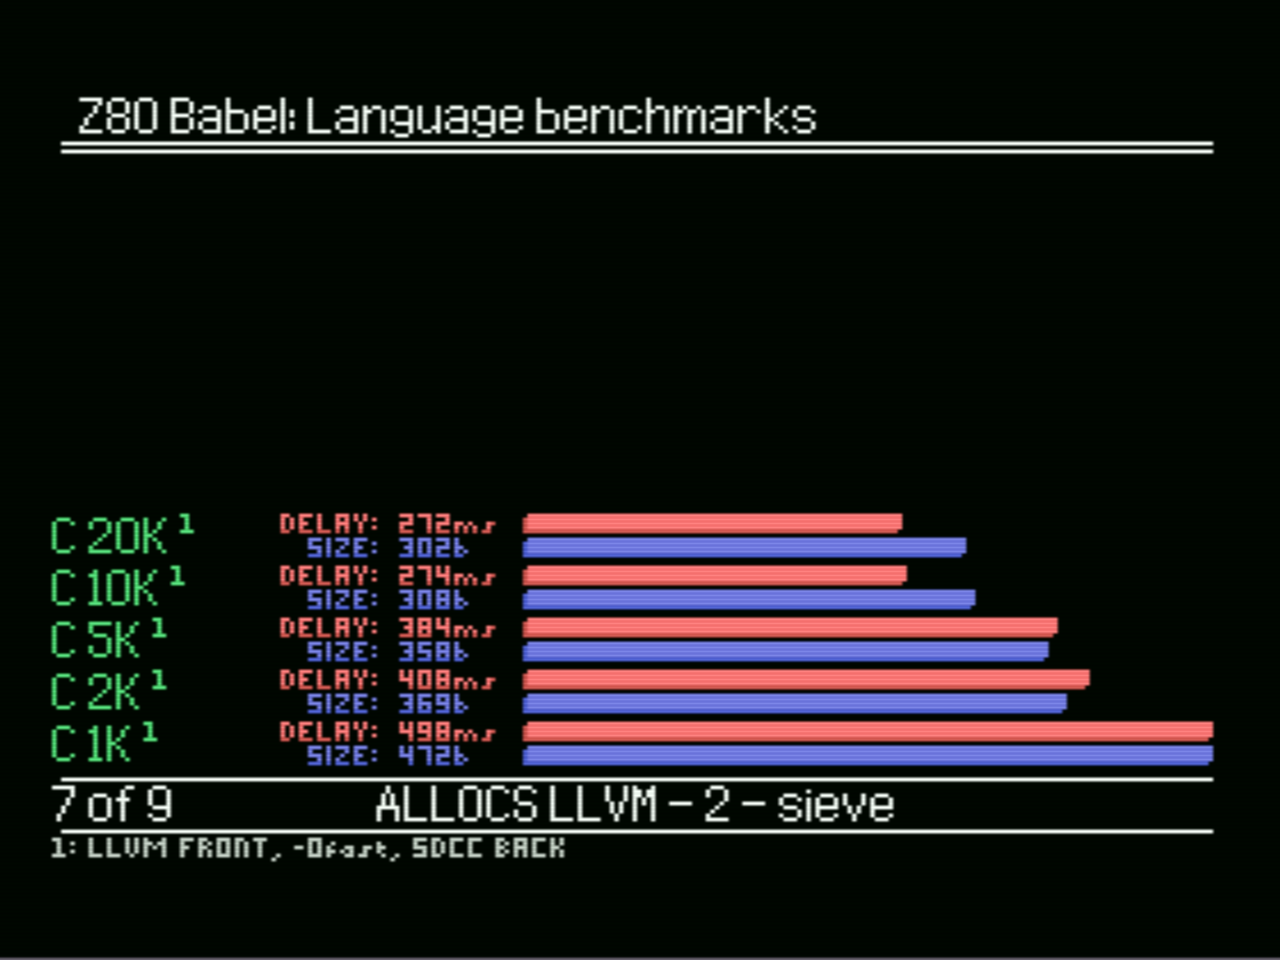 Z80 Babel: Language benchmarks
C 20K 1 DELAY: 272ms
SIZE: 302b
C 10K 1 DELAY: 274ms
SIZE: 308b
C 5K 1 DELAY: 384ms
SIZE: 358b
C 2K 1 DELAY: 408ms
SIZE: 369b
C 1K 1 DELAY: 498ms
SIZE: 472b
7 of 9 ALLOCS LLVM - 2 - sieve
1: LLVM FRONT, -Ofast, SDCC BACK